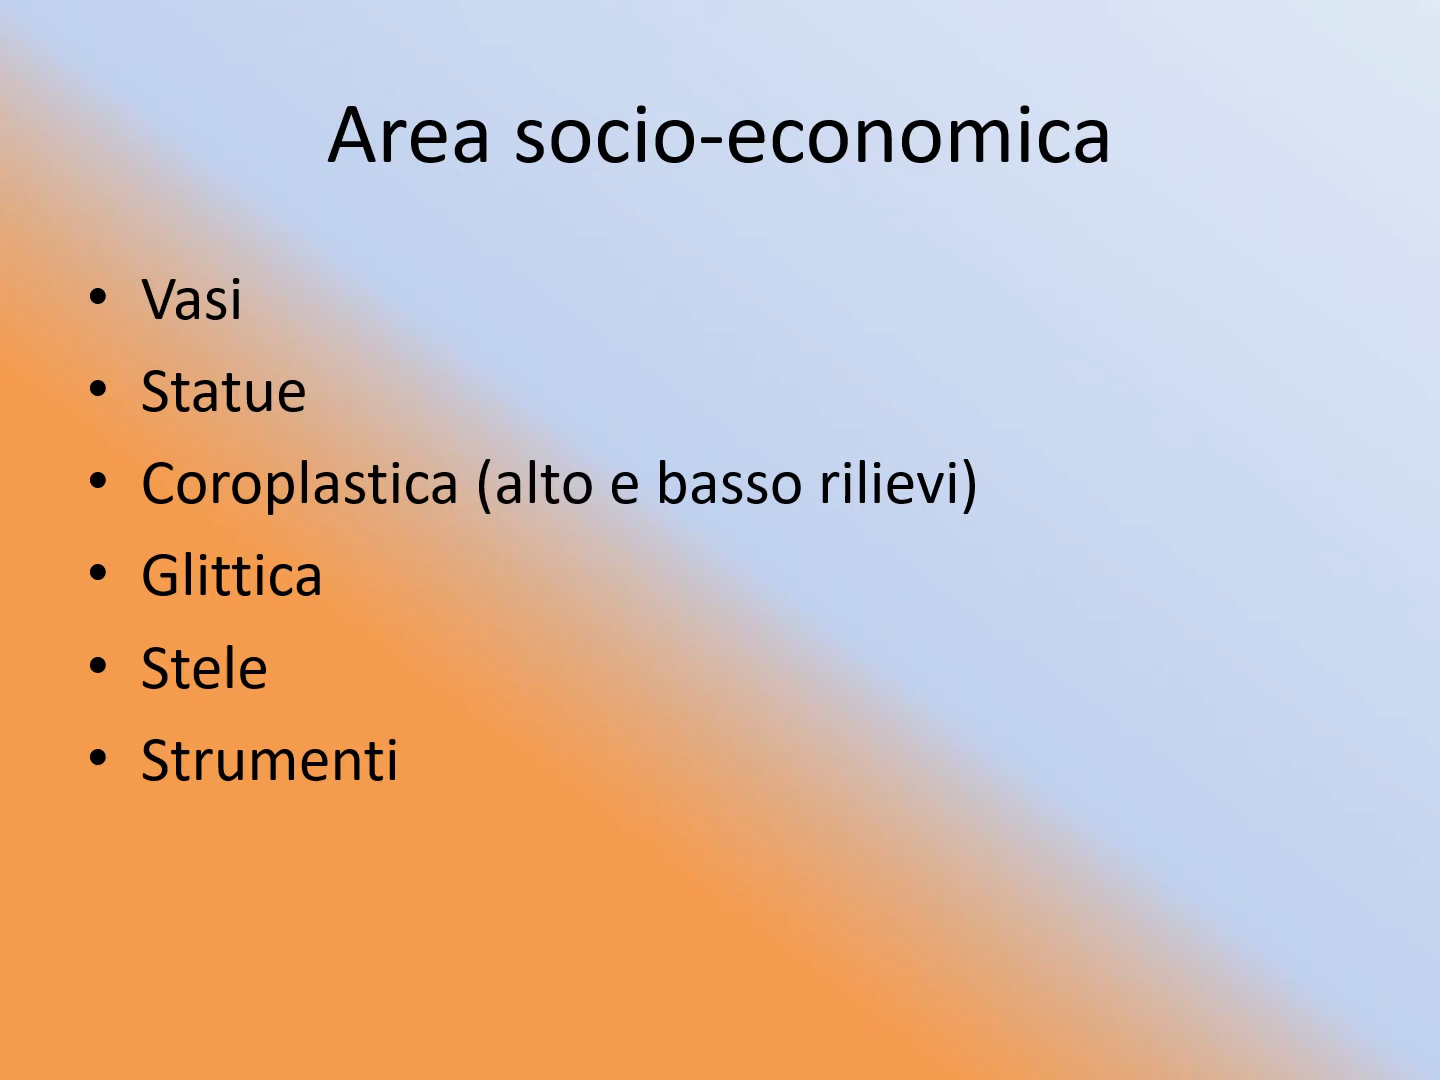 Area socio-economica
• Vasi
• Statue
• Coroplastica (alto e basso rilievi)
• Glittica
• Stele
• Strumenti